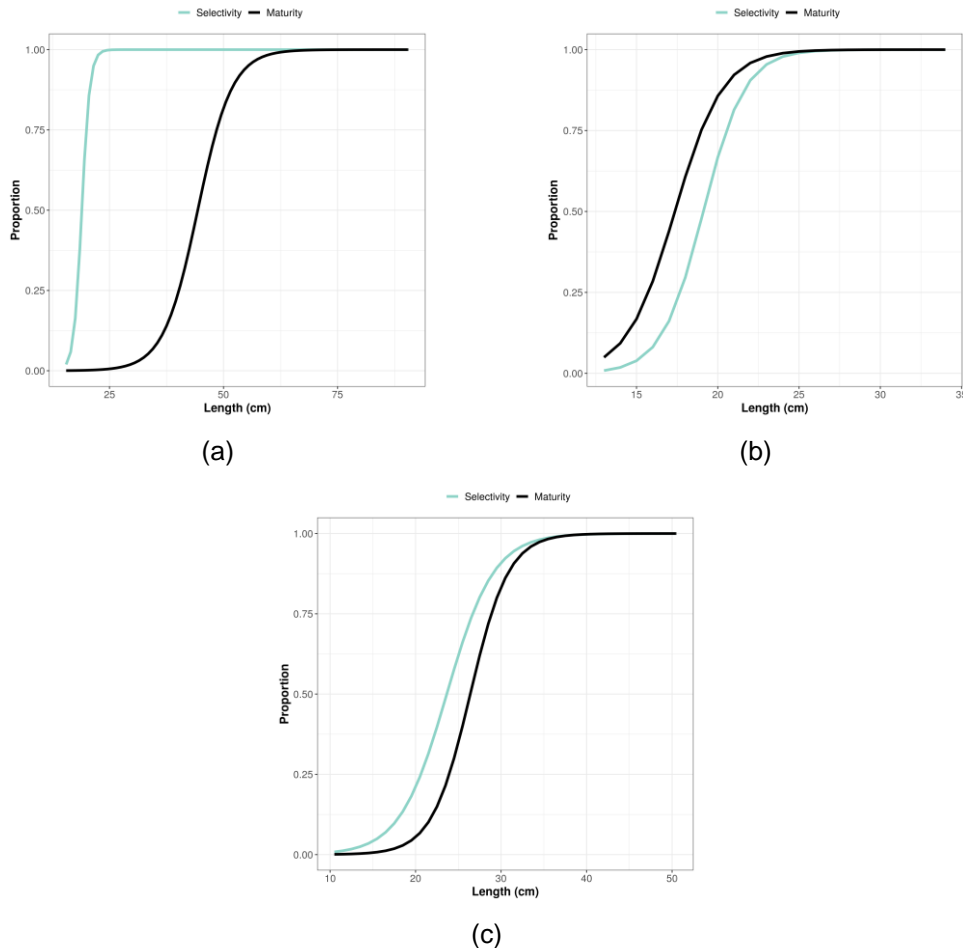 Selectivity Maturity
1.00
0.75
0.50
0.25
0.00
Proportion
25 50 75
Length (cm)
(a)
Selectivity Maturity
1.00
0.75
0.50
0.25
0.00
Proportion
15 20 25 30 35
Length (cm)
(b)
Selectivity Maturity
1.00
0.75
0.50
0.25
0.00
Proportion
10 20 30 40 50
Length (cm)
(c)